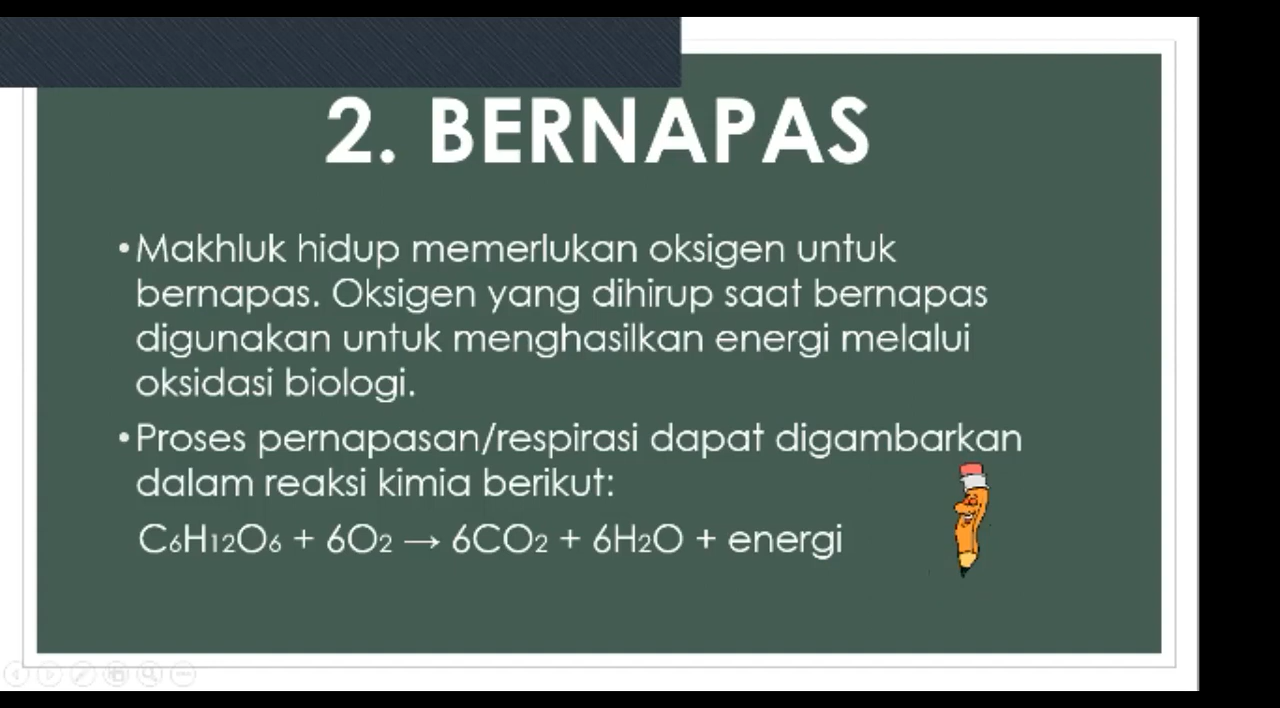 2. BERNAPAS
•Makhluk hidup memerlukan oksigen untuk
bernapas. Oksigen yang dihirup saat bernapas
digunakan untuk menghasilkan energi melalui
oksidasi biologi.
•Proses pernapasan/respirasi dapat digambarkan
dalam reaksi kimia berikut:
C₆H₁₂O₆ + 6O₂ → 6CO₂ + 6H₂O + energi